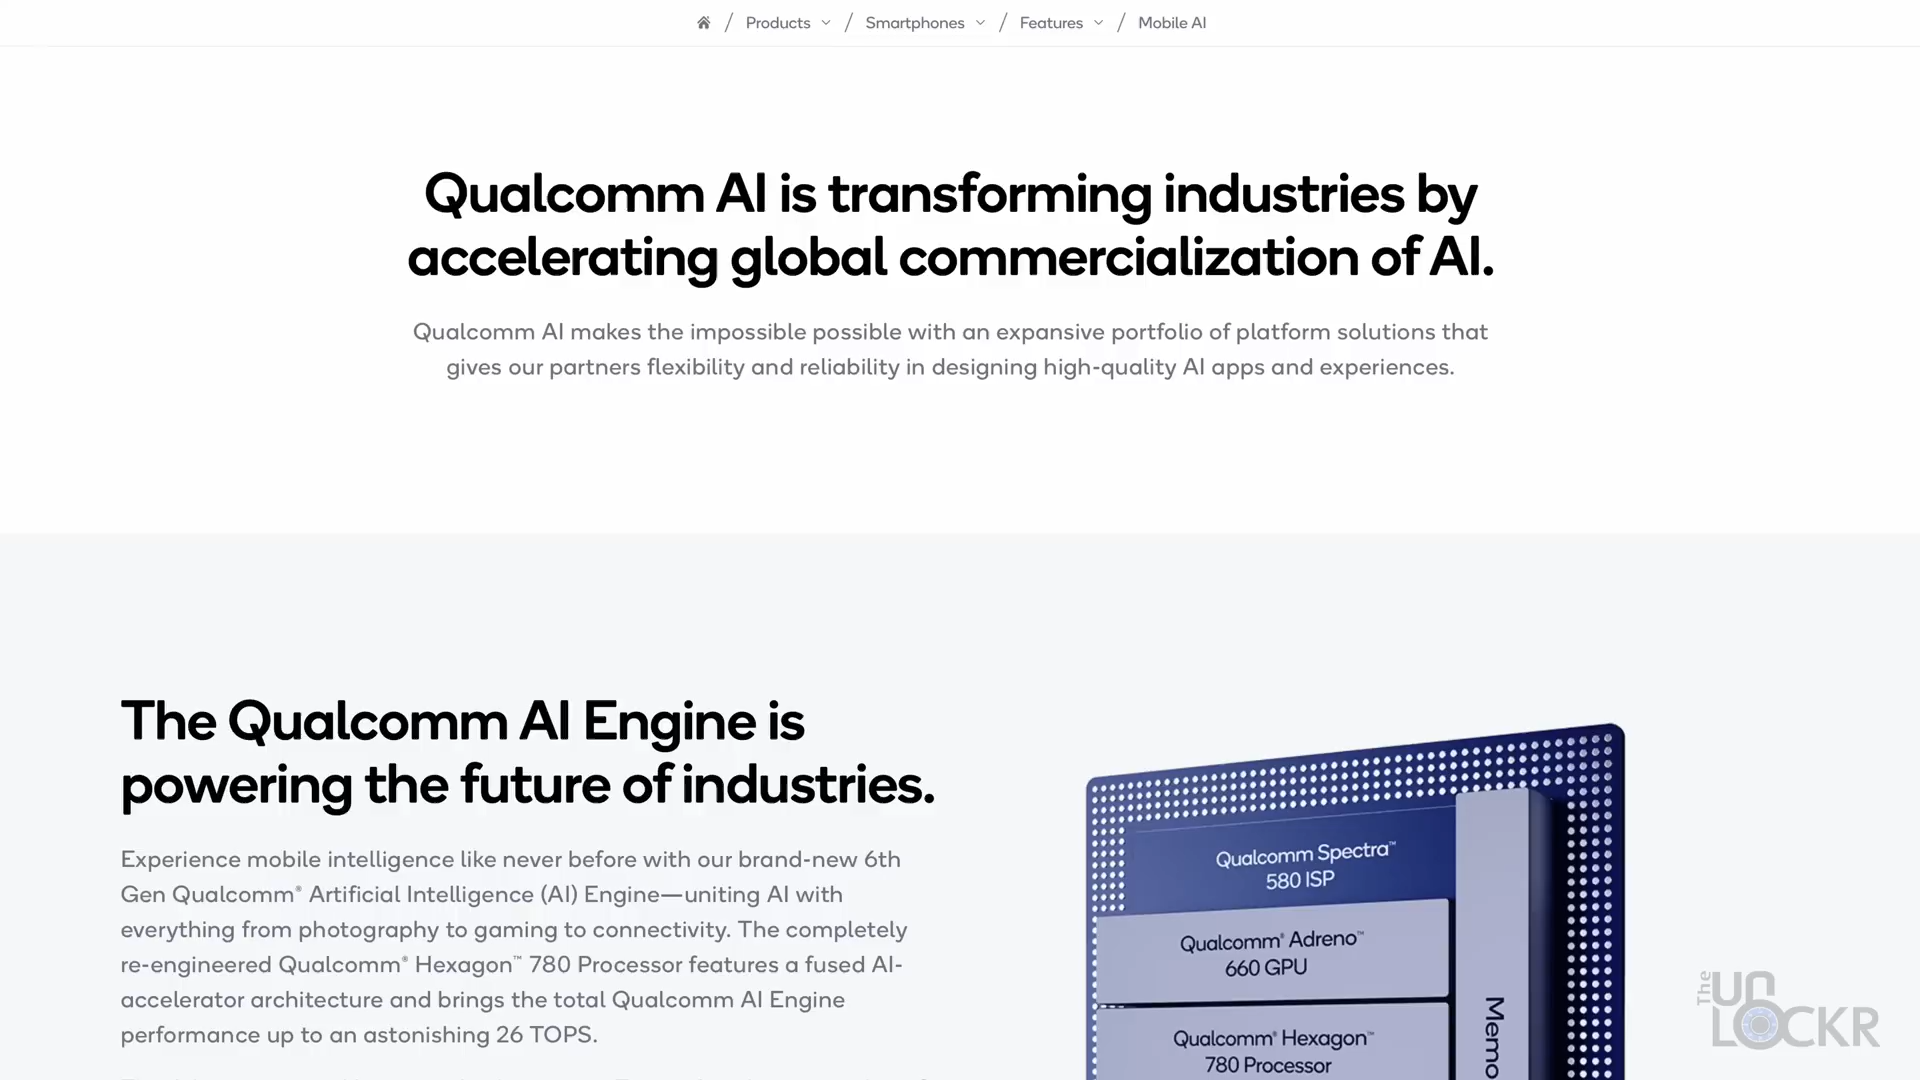 Products / Smartphones / Features / Mobile AI
Qualcomm AI is transforming industries by
accelerating global commercialization of AI.
Qualcomm AI makes the impossible possible with an expansive portfolio of platform solutions that
gives our partners flexibility and reliability in designing high-quality AI apps and experiences.
The Qualcomm AI Engine is
powering the future of industries.
Experience mobile intelligence like never before with our brand-new 6th
Gen Qualcomm® Artificial Intelligence (AI) Engine—uniting AI with
everything from photography to gaming to connectivity. The completely
re-engineered Qualcomm® Hexagon™ 780 Processor features a fused AI-
accelerator architecture and brings the total Qualcomm AI Engine
performance up to an astonishing 26 TOPS.
Qualcomm Spectra™
580 ISP
Qualcomm® Adreno™
660 GPU
Qualcomm® Hexagon™
780 Processor
Memo
The
UN
LOCKR